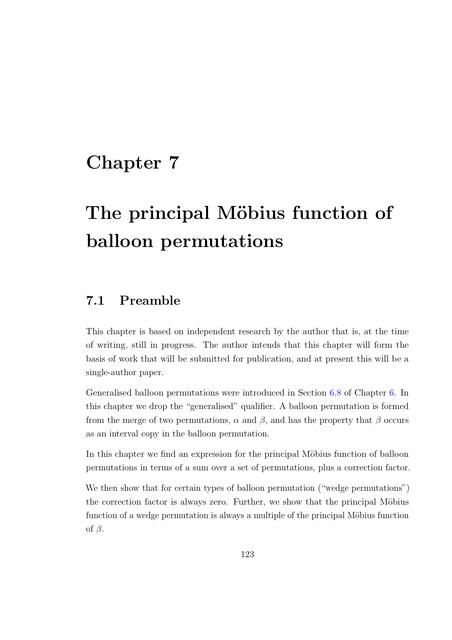 Chapter 7
The principal Möbius function of
balloon permutations
7.1 Preamble
This chapter is based on independent research by the author that is, at the time
of writing, still in progress. The author intends that this chapter will form the
basis of work that will be submitted for publication, and at present this will be a
single-author paper.
Generalised balloon permutations were introduced in Section 6.8 of Chapter 6. In
this chapter we drop the “generalised” qualifier. A balloon permutation is formed
from the merge of two permutations, α and β, and has the property that β occurs
as an interval copy in the balloon permutation.
In this chapter we find an expression for the principal Möbius function of balloon
permutations in terms of a sum over a set of permutations, plus a correction factor.
We then show that for certain types of balloon permutation (“wedge permutations”)
the correction factor is always zero. Further, we show that the principal Möbius
function of a wedge permutation is always a multiple of the principal Möbius function
of β.
123